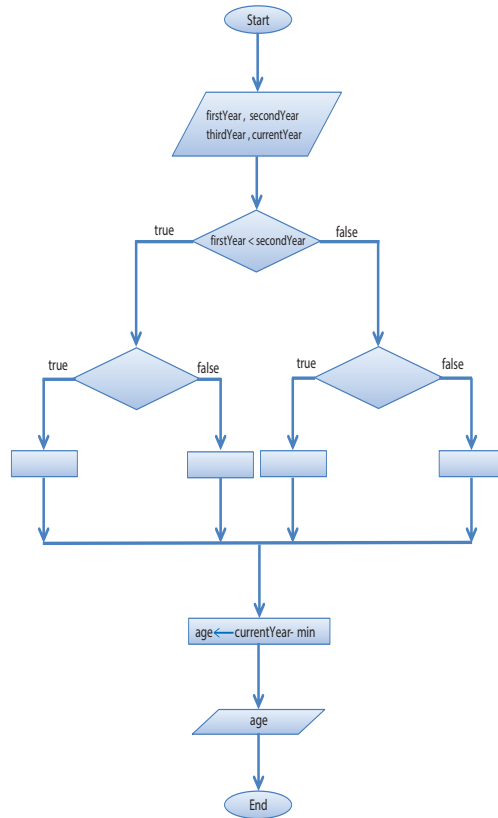 Start
firstYear , secondYear
thirdYear , currentYear
true
false
firstYear < secondYear
true
false
true
false
age←currentYear- min
age
End